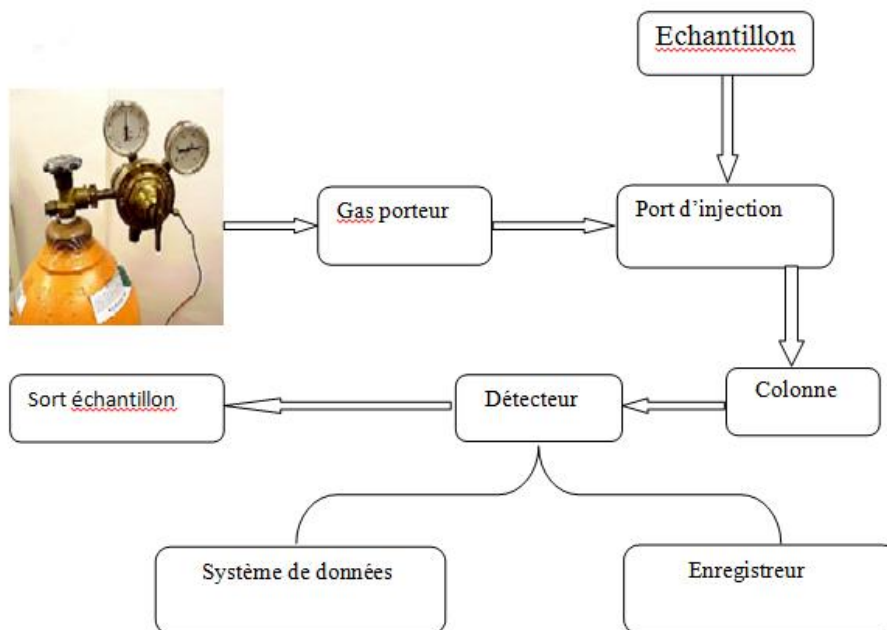 Echantillon
Gas porteur
Port d'injection
Sort échantillon
Détecteur
Colonne
Système de données
Enregistreur